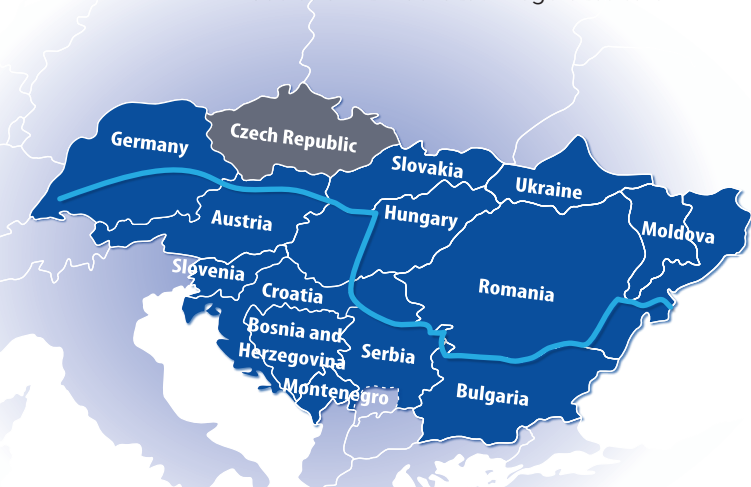 Germany
Czech Republic
Slovakia
Ukraine
Austria
Hungary
Moldova
Slovenia
Croatia
Romania
Bosnia and
Herzegovina
Serbia
Montenegro
Bulgaria